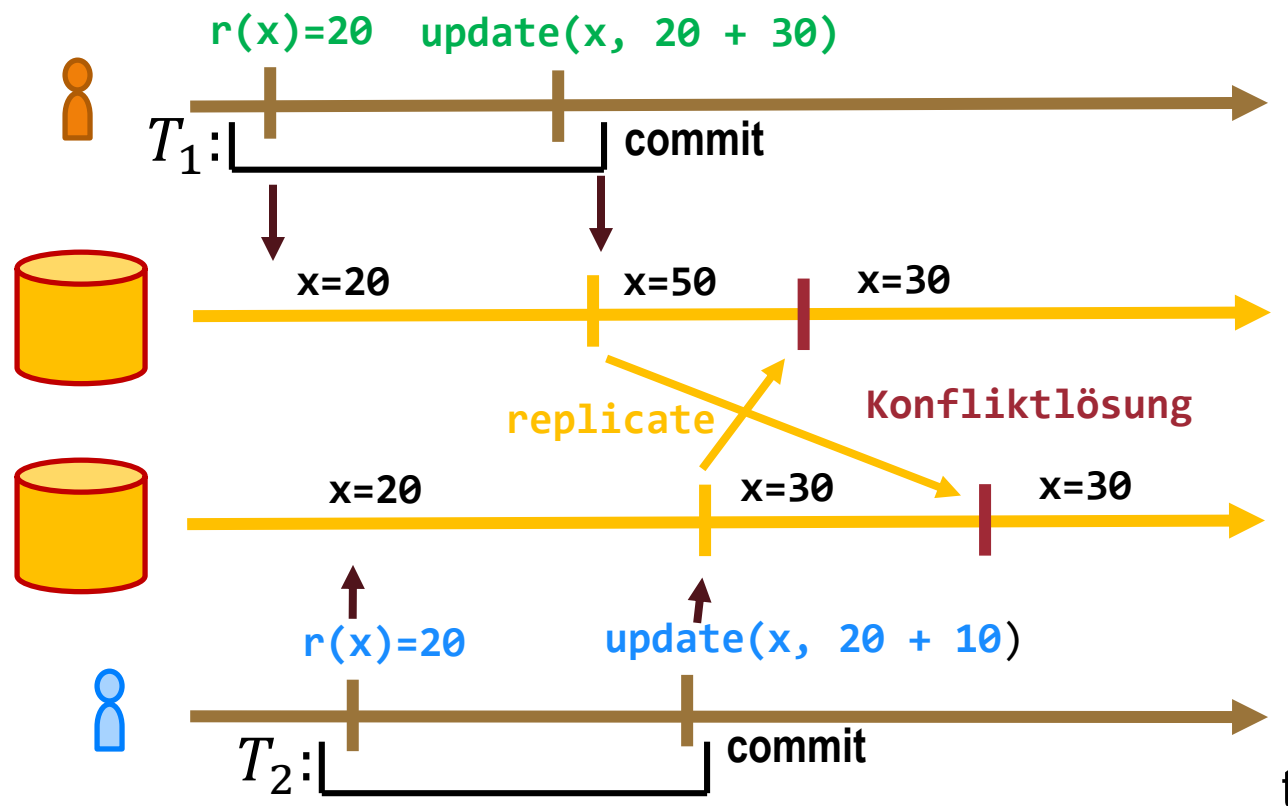 r(x)=20 update(x, 20 + 30)
T1: commit
x=20 x=50 x=30
replicate Konfliktlösung
x=20 x=30 x=30
r(x)=20 update(x, 20 + 10)
T2: commit